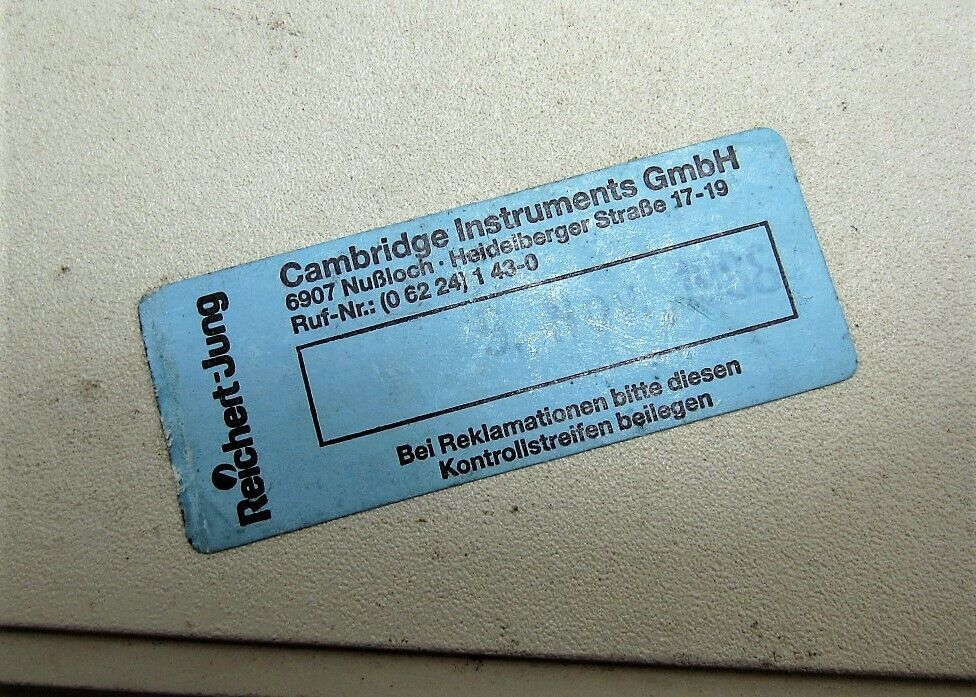 Reichert-Jung
Cambridge Instruments GmbH
6907 Nußloch · Heidelberger Straße 17-19
Ruf-Nr.: (0 62 24) 1 43-0
Bei Reklamationen bitte diesen
Kontrollstreifen beilegen